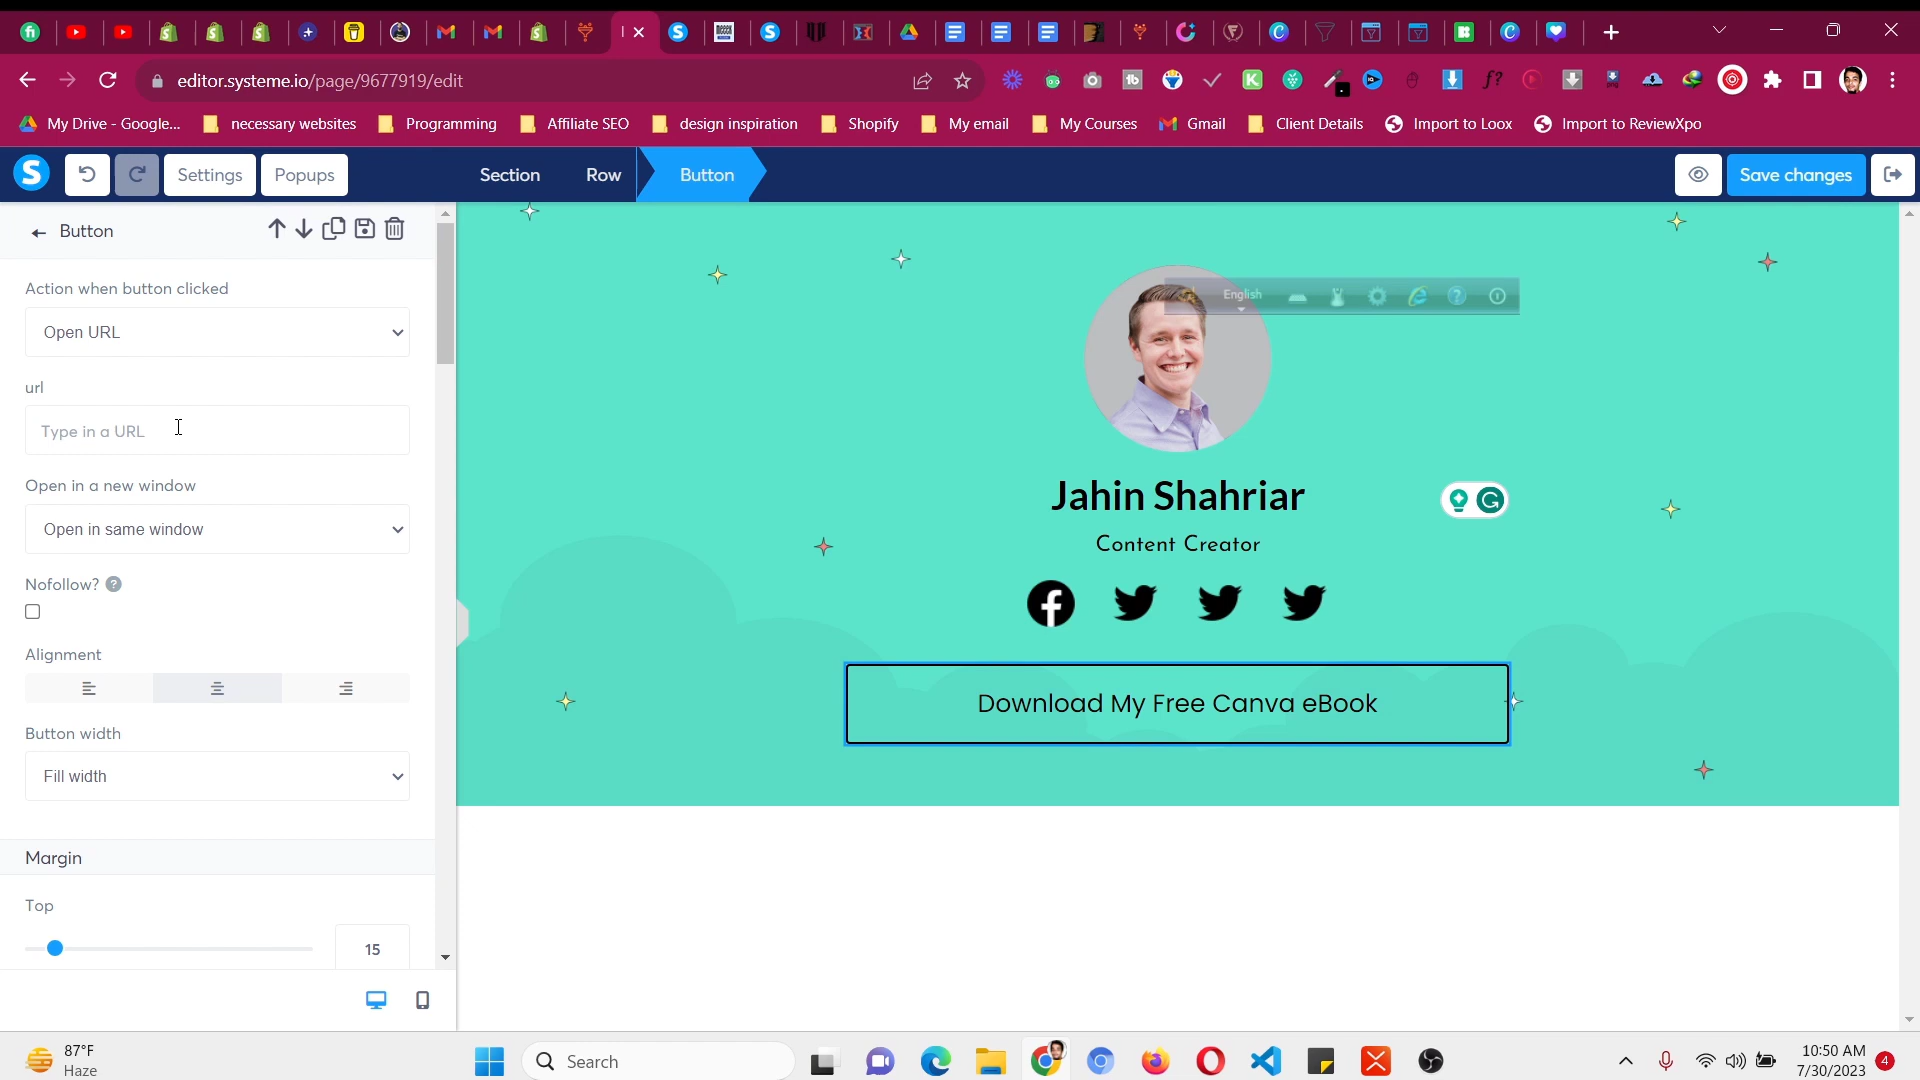 editor.systeme.io/page/9677919/edit
My Drive - Google...
necessary websites
Programming
Affiliate SEO
design inspiration
Shopify
My email
My Courses
Gmail
Client Details
Import to Loox
Import to ReviewXpo
S
Settings
Popups
Section
Row
Button
Save changes
Button
Action when button clicked
Open URL
url
Type in a URL
Open in a new window
Open in same window
Nofollow? ?
Alignment
Button width
Fill width
Margin
Top
15
English
Jahin Shahriar
Content Creator
Download My Free Canva eBook
87°F
Haze
Search
10:50 AM
7/30/2023
4